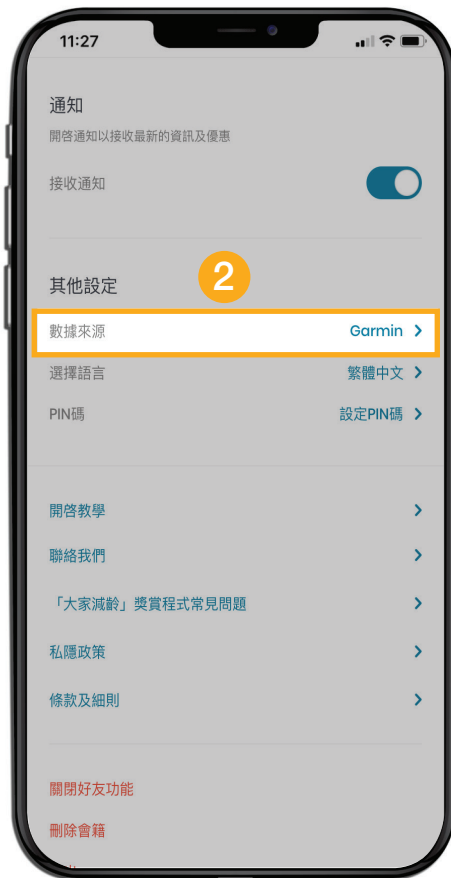 11:27
通知
開啓通知以接收最新的資訊及優惠
接收通知
其他設定
2
數據來源 Garmin
選擇語言 繁體中文
PIN碼 設定PIN碼
開啓教學
聯絡我們
「大家減齡」獎賞程式常見問題
私隱政策
條款及細則
關閉好友功能
刪除會籍